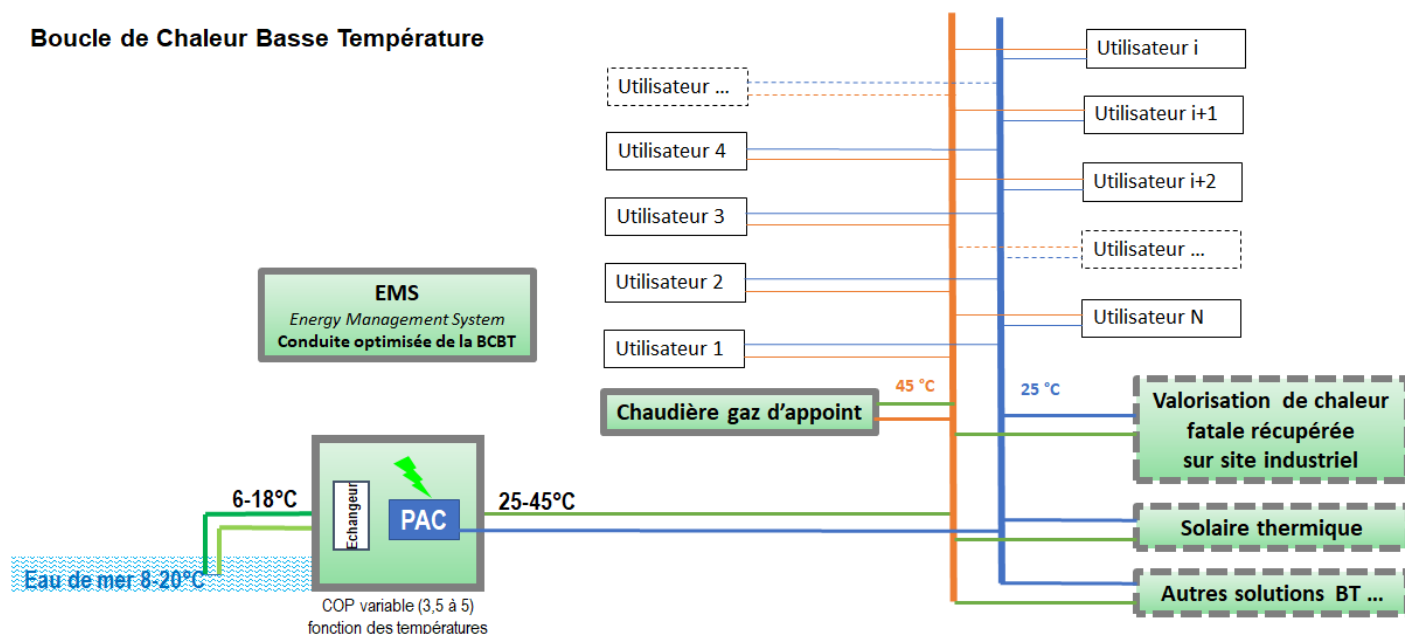 Boucle de Chaleur Basse Température
Utilisateur i
Utilisateur ...
Utilisateur i+1
Utilisateur 4
Utilisateur i+2
Utilisateur 3
Utilisateur ...
Utilisateur 2
EMS
Energy Management System
Conduite optimisée de la BCBT
Utilisateur N
Utilisateur 1
45 °C
25 °C
Chaudière gaz d’appoint
Valorisation de chaleur
fatale récupérée
sur site industriel
6-18°C
Echangeur
PAC
25-45°C
Solaire thermique
Eau de mer 8-20°C
Autres solutions BT ...
COP variable (3,5 à 5)
fonction des températures